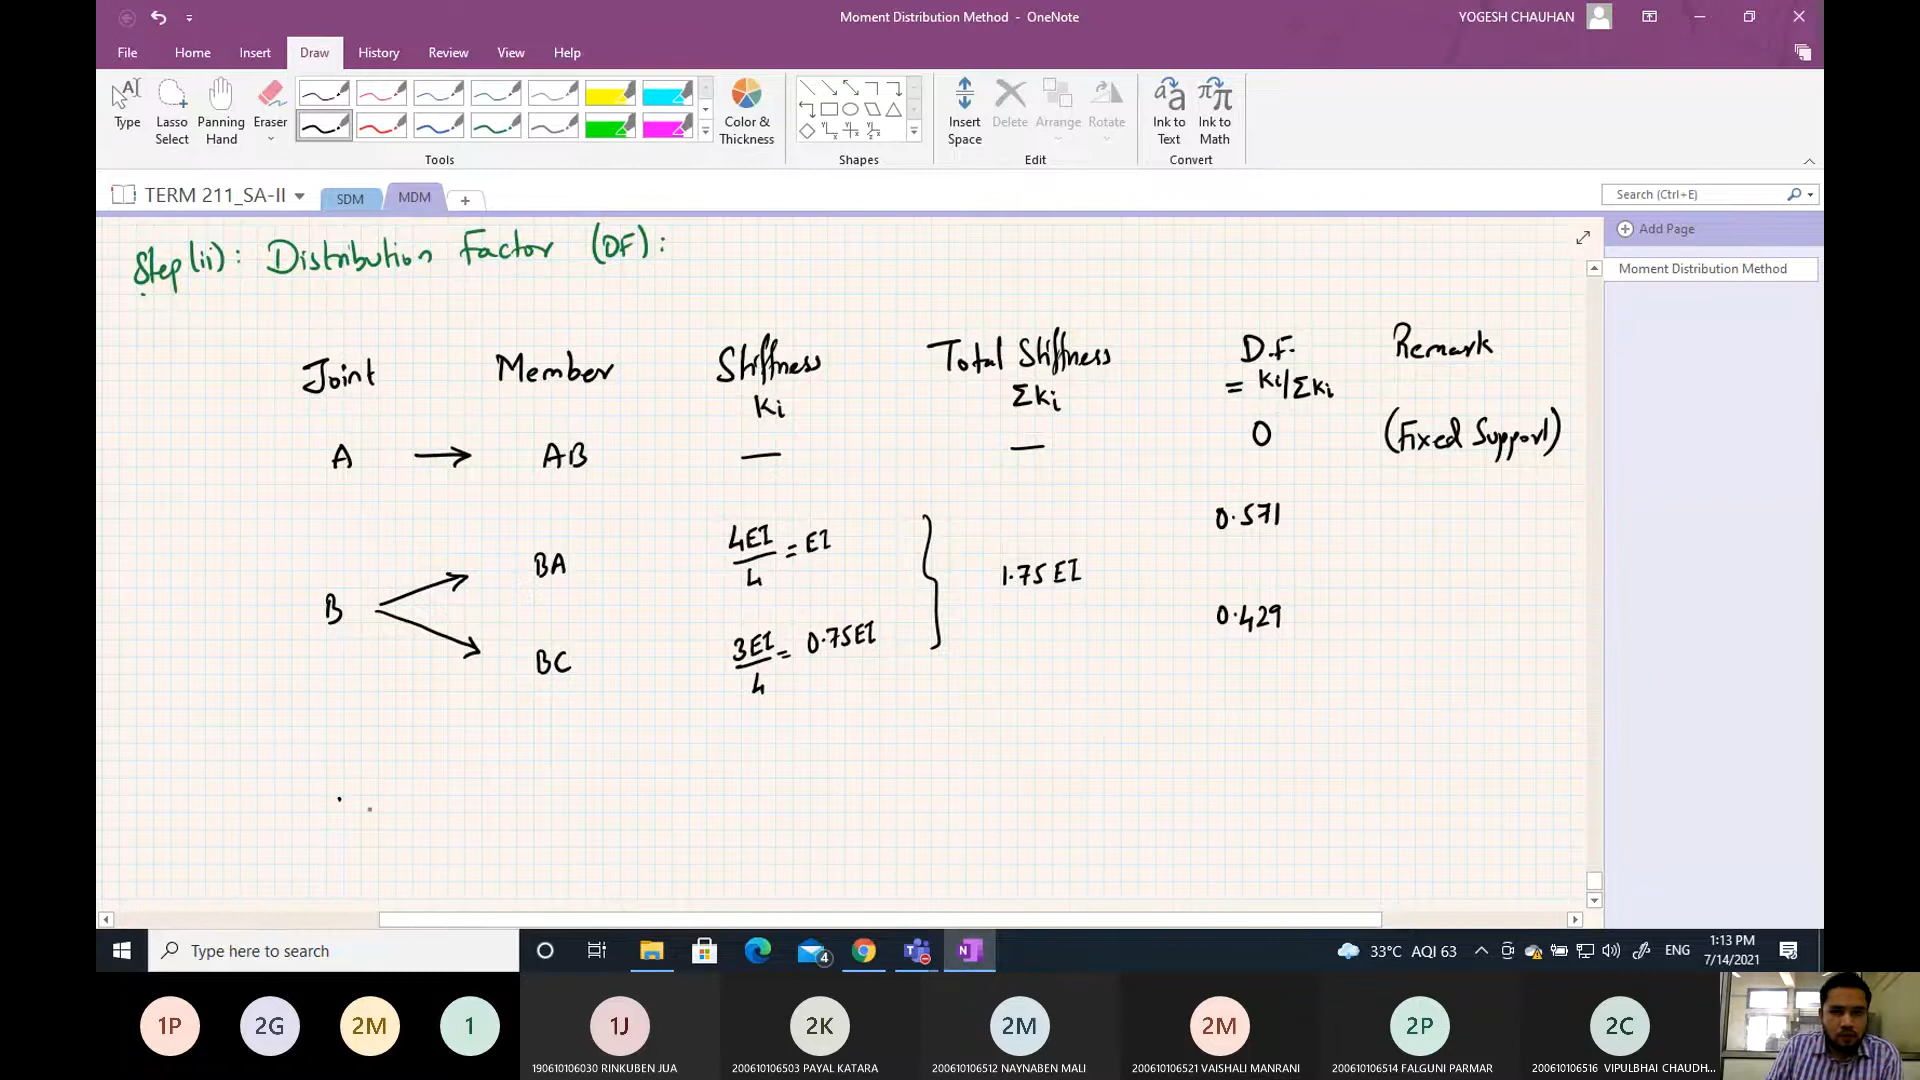 Moment Distribution Method - OneNote
YOGESH CHAUHAN
File Home Insert Draw History Review View Help
Type
Lasso Select
Panning Hand
Eraser
Color & Thickness
Insert Space
Delete
Arrange
Rotate
Ink to Text
Ink to Math
Tools
Shapes
Edit
Convert
TERM 211_SA-II
SDM
MDM
Search (Ctrl+E)
Add Page
Moment Distribution Method
Step (ii): Distribution Factor (DF):
Joint Member Stiffness Ki Total Stiffness ΣKi D.F. = Ki/ΣKi Remark
A → AB — — 0 (Fixed Support)
B
BA 4EI/4 = EI
1.75 EI
0.571
BC 3EI/4 = 0.75EI
0.429
Type here to search
4
33°C AQI 63
ENG
1:13 PM
7/14/2021
1P 2G 2M 1 1J 2K 2M 2M 2P 2C
190610106030 RINKUBEN JUA
200610106503 PAYAL KATARA
200610106512 NAYNABEN MALI
200610106521 VAISHALI MANRANI
200610106514 FALGUNI PARMAR
200610106516 VIPULBHAI CHAUDH...